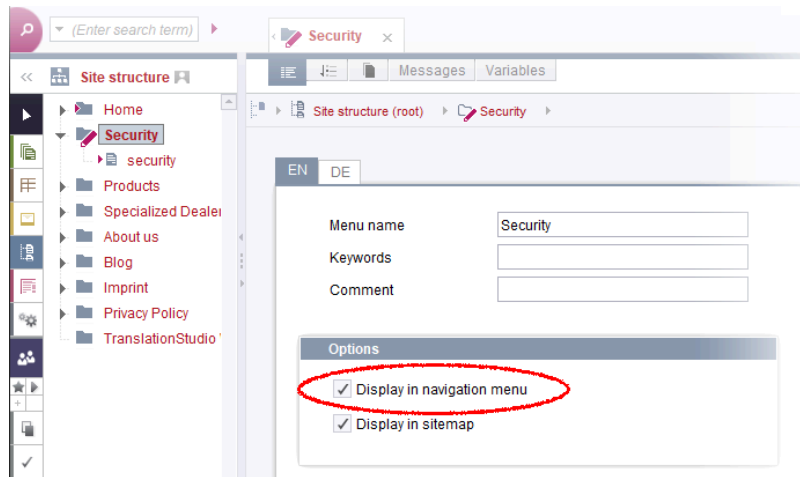 (Enter search term)
Security
Site structure
Messages
Variables
Home
Security
security
Products
Specialized Dealer
About us
Blog
Imprint
Privacy Policy
TranslationStudio
Site structure (root)
Security
EN
DE
Menu name
Security
Keywords
Comment
Options
Display in navigation menu
Display in sitemap